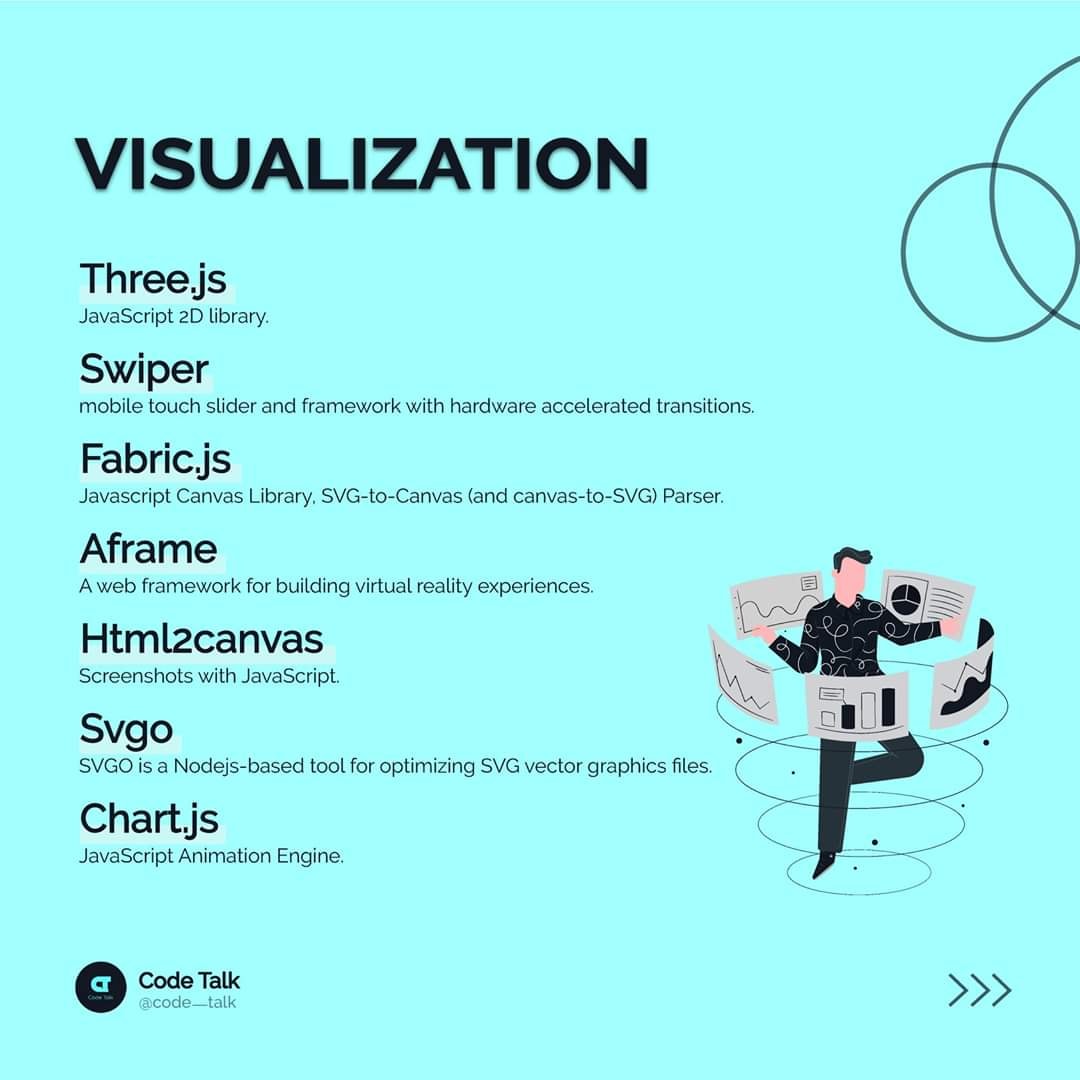 VISUALIZATION
Three.js
JavaScript 2D library.
Swiper
mobile touch slider and framework with hardware accelerated transitions.
Fabric.js
Javascript Canvas Library, SVG-to-Canvas (and canvas-to-SVG) Parser.
Aframe
A web framework for building virtual reality experiences.
Html2canvas
Screenshots with JavaScript.
Svgo
SVGO is a Nodejs-based tool for optimizing SVG vector graphics files.
Chart.js
JavaScript Animation Engine.
CT
Code Talk
Code Talk
@code__talk